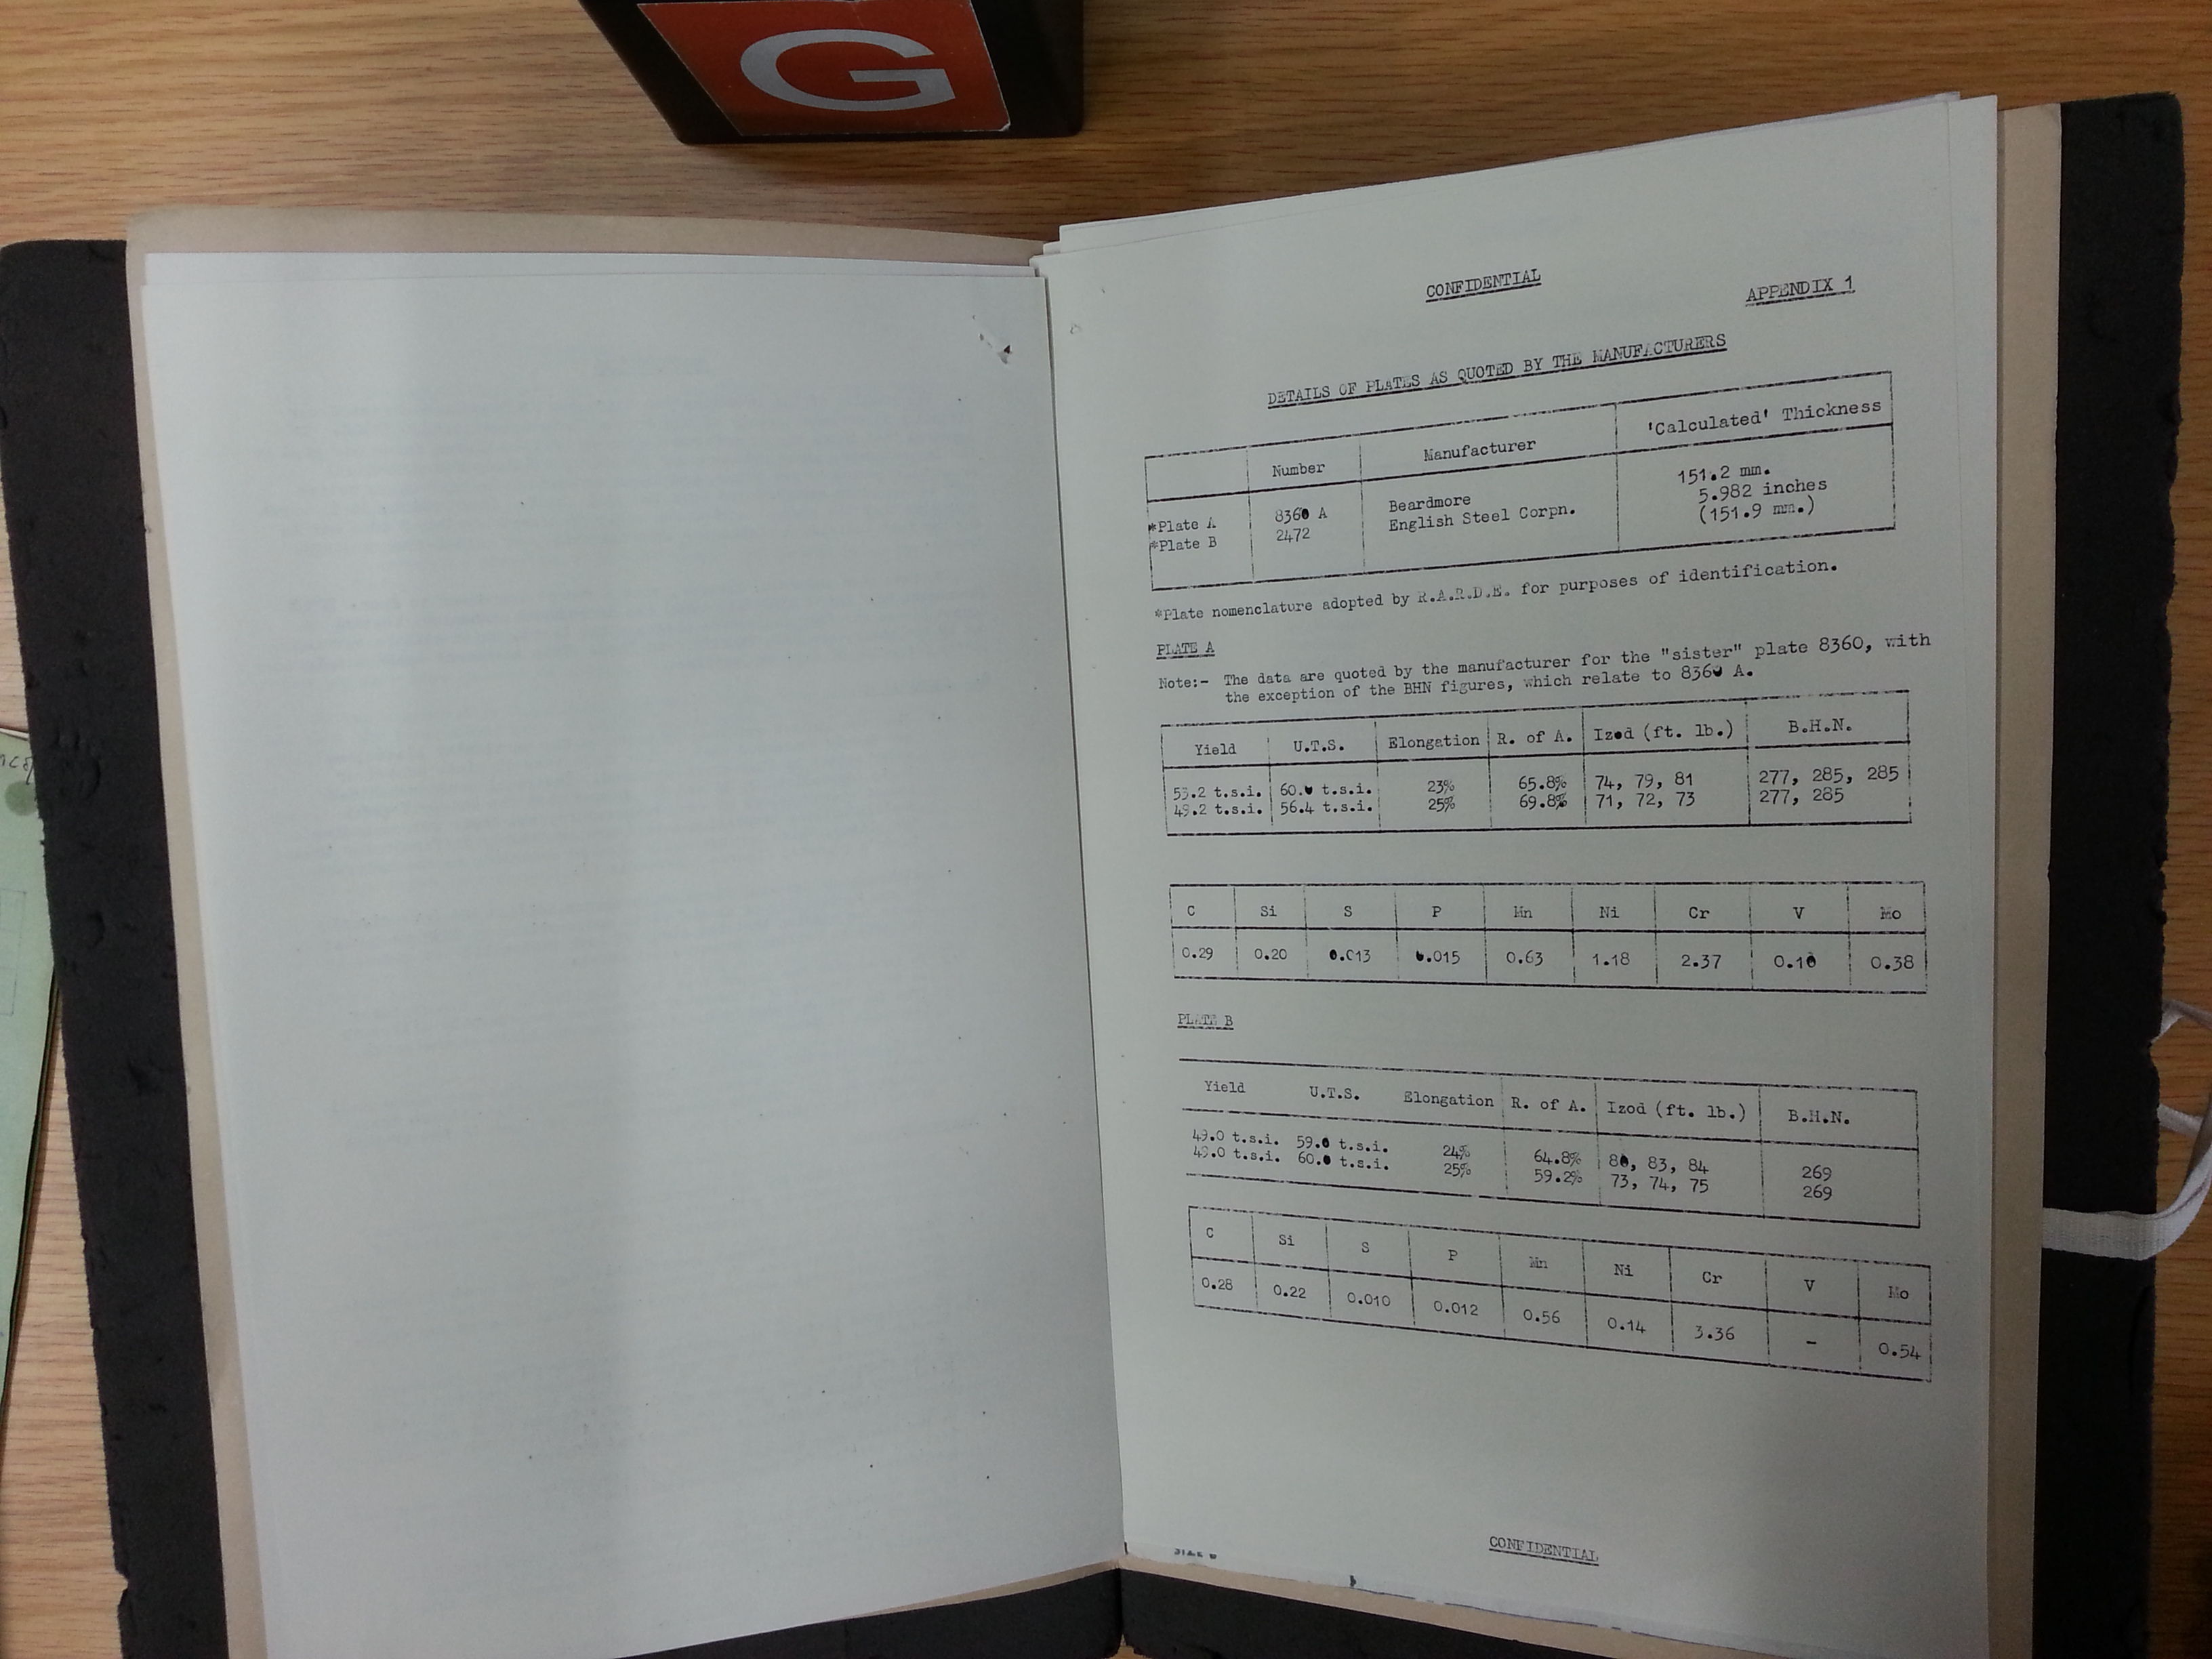 G
CONFIDENTIAL
APPENDIX 1
DETAILS OF PLATES AS QUOTED BY THE MANUFACTURERS
Number Manufacturer 'Calculated' Thickness
*Plate A 8360 A Beardmore 151.2 mm.
*Plate B 2472 English Steel Corpn. 5.982 inches
(151.9 mm.)
*Plate nomenclature adopted by R.A.R.D.E. for purposes of identification.
PLATE A
Note:- The data are quoted by the manufacturer for the "sister" plate 8360, with
the exception of the BHN figures, which relate to 8360 A.
Yield U.T.S. Elongation R. of A. Izod (ft. lb.) B.H.N.
53.2 t.s.i. 60.0 t.s.i. 23% 65.8% 74, 79, 81 277, 285, 285
49.2 t.s.i. 56.4 t.s.i. 25% 69.8% 71, 72, 73 277, 285
C Si S P Mn Ni Cr V Mo
0.29 0.20 0.013 0.015 0.63 1.18 2.37 0.10 0.38
PLATE B
Yield U.T.S. Elongation R. of A. Izod (ft. lb.) B.H.N.
49.0 t.s.i. 59.0 t.s.i. 24% 64.8% 80, 83, 84 269
49.0 t.s.i. 60.0 t.s.i. 25% 59.2% 73, 74, 75 269
C Si S P Mn Ni Cr V Mo
0.28 0.22 0.010 0.012 0.56 0.14 3.36 - 0.54
CONFIDENTIAL